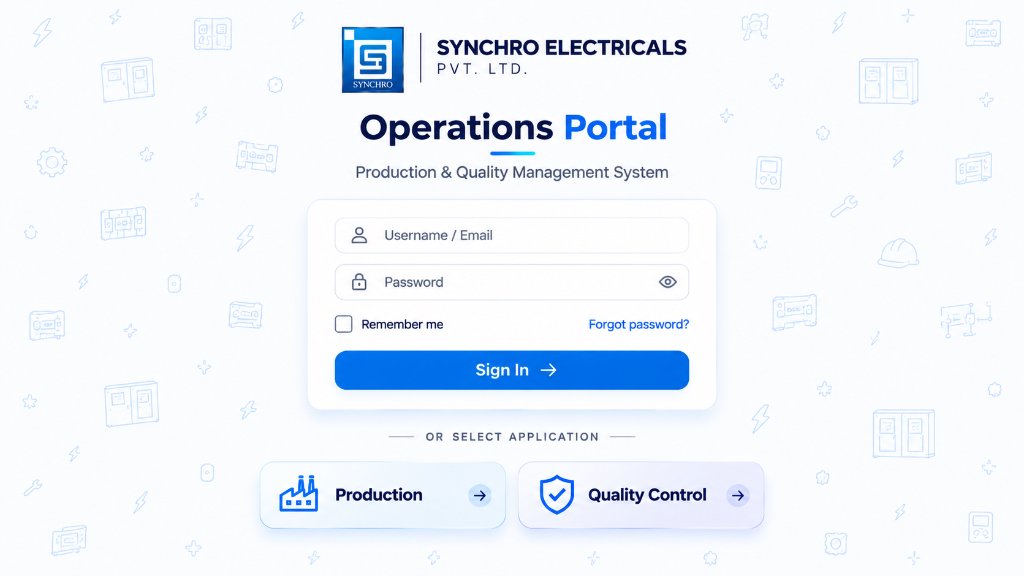 SYNCHRO
SYNCHRO ELECTRICALS
PVT. LTD.
Operations Portal
Production & Quality Management System
Username / Email
Password
Remember me
Forgot password?
Sign In →
OR SELECT APPLICATION
Production →
Quality Control →